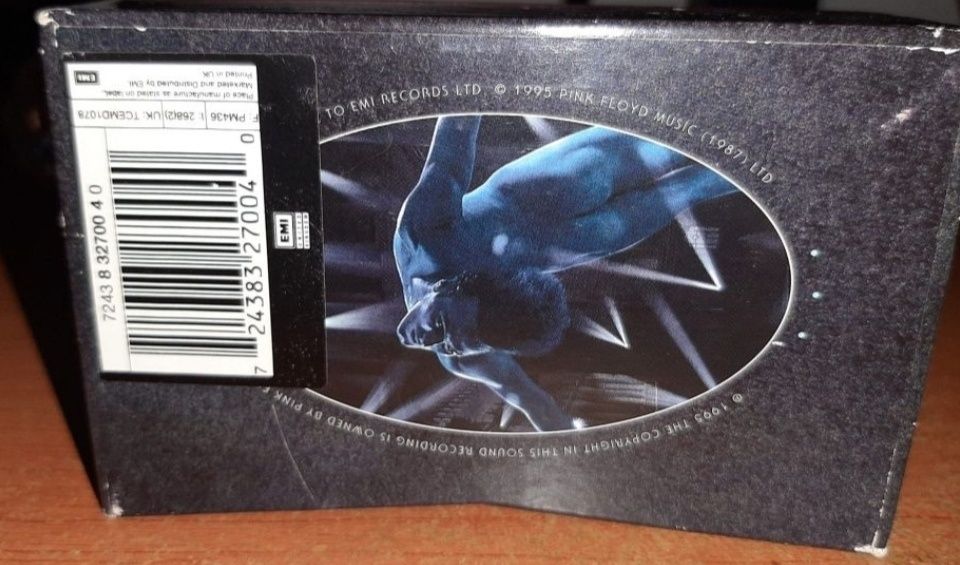 EMI
Place of manufacture as stated on label.
Marketed and Distributed by EMI.
Printed in UK
F: PM436 I: 268(2) UK: TCEMD1078
7243 8 32700 4 0
7 24383 27004 0
EMI
TO EMI RECORDS LTD © 1995 PINK FLOYD MUSIC (1987) LTD
℗ 1995 THE COPYRIGHT IN THIS SOUND RECORDING IS OWNED BY PINK